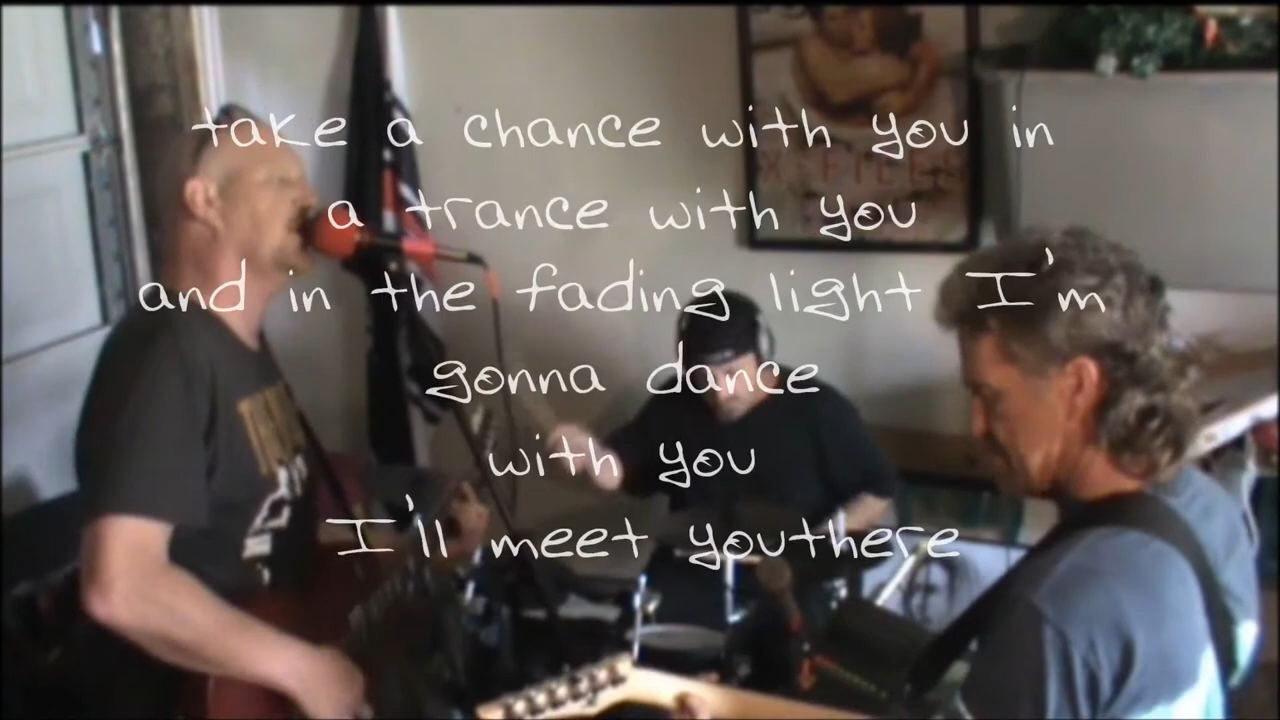 take a chance with you in
a trance with you
and in the fading light I'm
gonna dance
with you
I'll meet youthere
X FILES